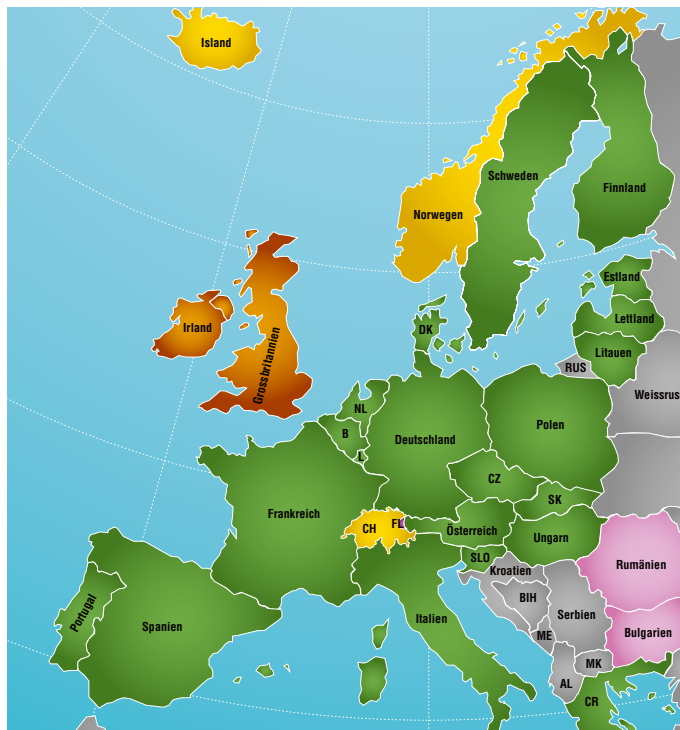 Island
Schweden
Finnland
Norwegen
Estland
Lettland
Irland
DK
Litauen
Grossbritannien
RUS
Weissrus
NL
Polen
B
Deutschland
L
CZ
SK
Frankreich
CH
FL
Österreich
Ungarn
SLO
Kroatien
Rumänien
BIH
Portugal
Spanien
Italien
Serbien
Bulgarien
ME
MK
AL
CR